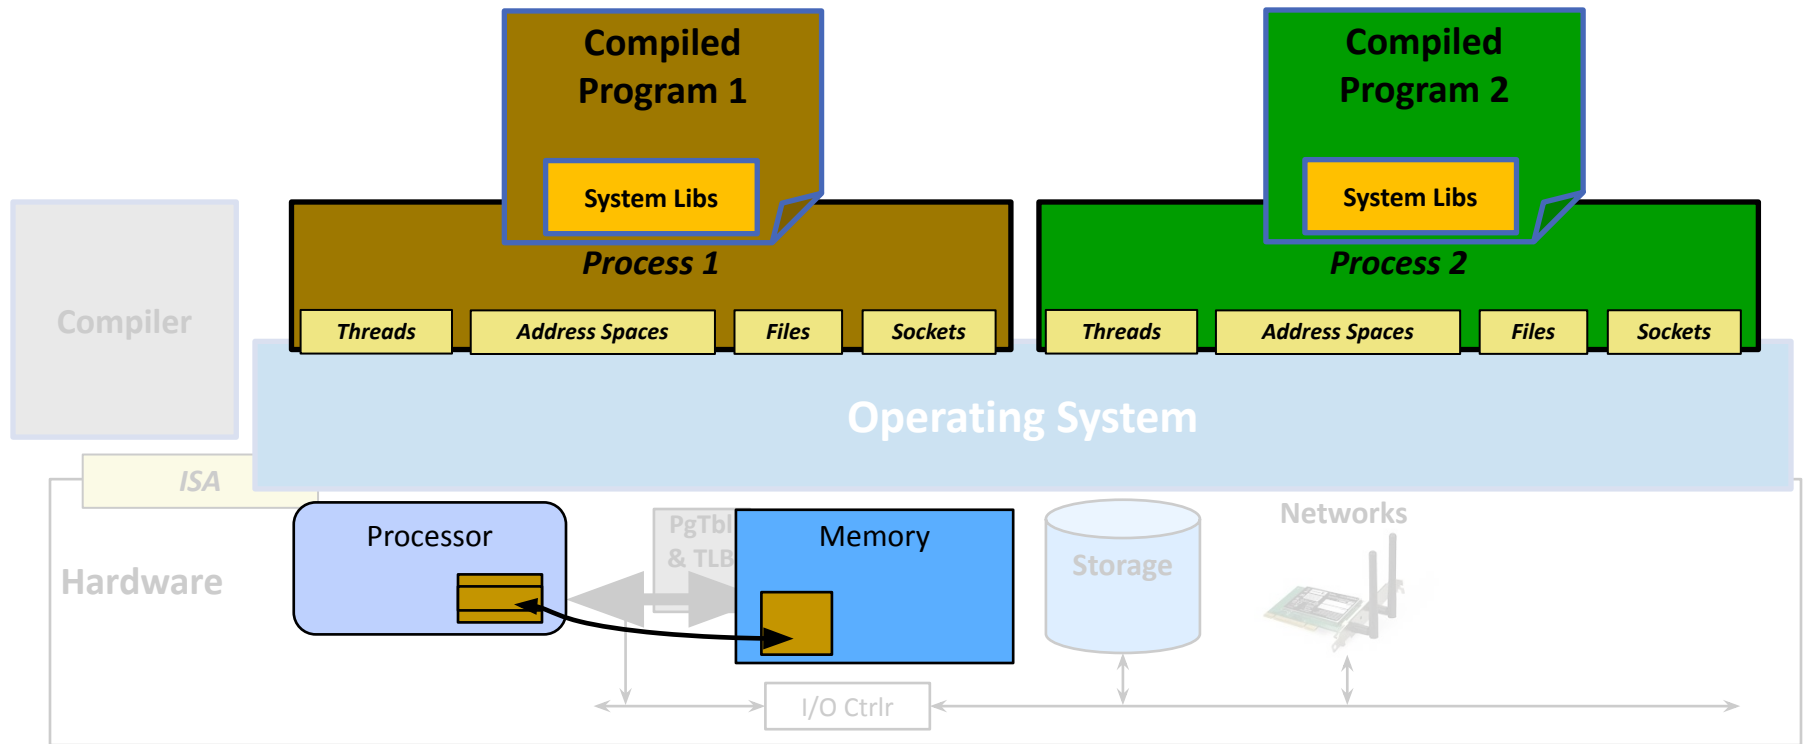 Compiled
Program 1
System Libs
Process 1
Threads
Address Spaces
Files
Sockets
Compiled
Program 2
System Libs
Process 2
Threads
Address Spaces
Files
Sockets
Compiler
Operating System
ISA
Hardware
Processor
PgTbl
& TLB
Memory
Storage
Networks
I/O Ctrlr